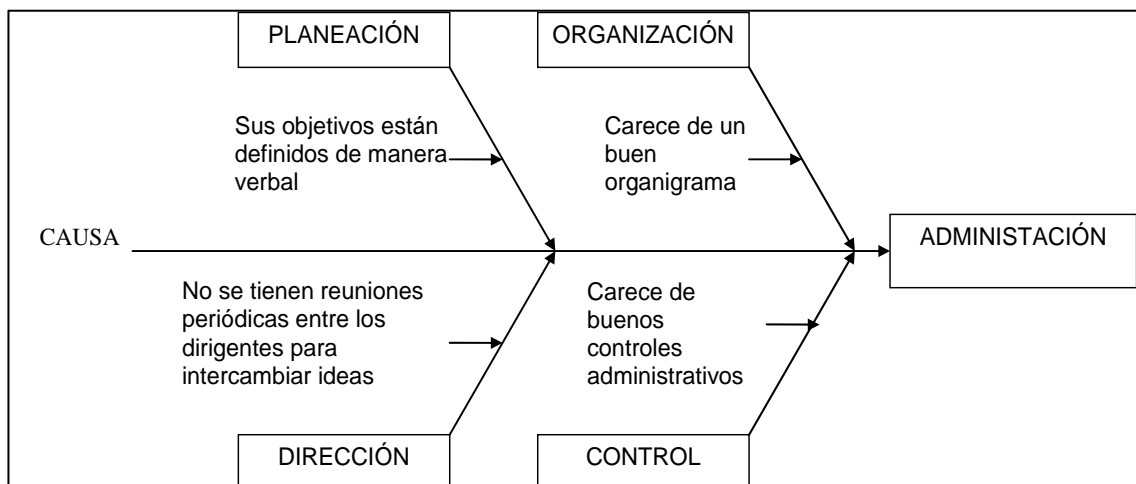 PLANEACIÓN
ORGANIZACIÓN
Sus objetivos están
definidos de manera
verbal
Carece de un
buen
organigrama
CAUSA
ADMINISTACIÓN
No se tienen reuniones
periódicas entre los
dirigentes para
intercambiar ideas
Carece de
buenos
controles
administrativos
DIRECCIÓN
CONTROL